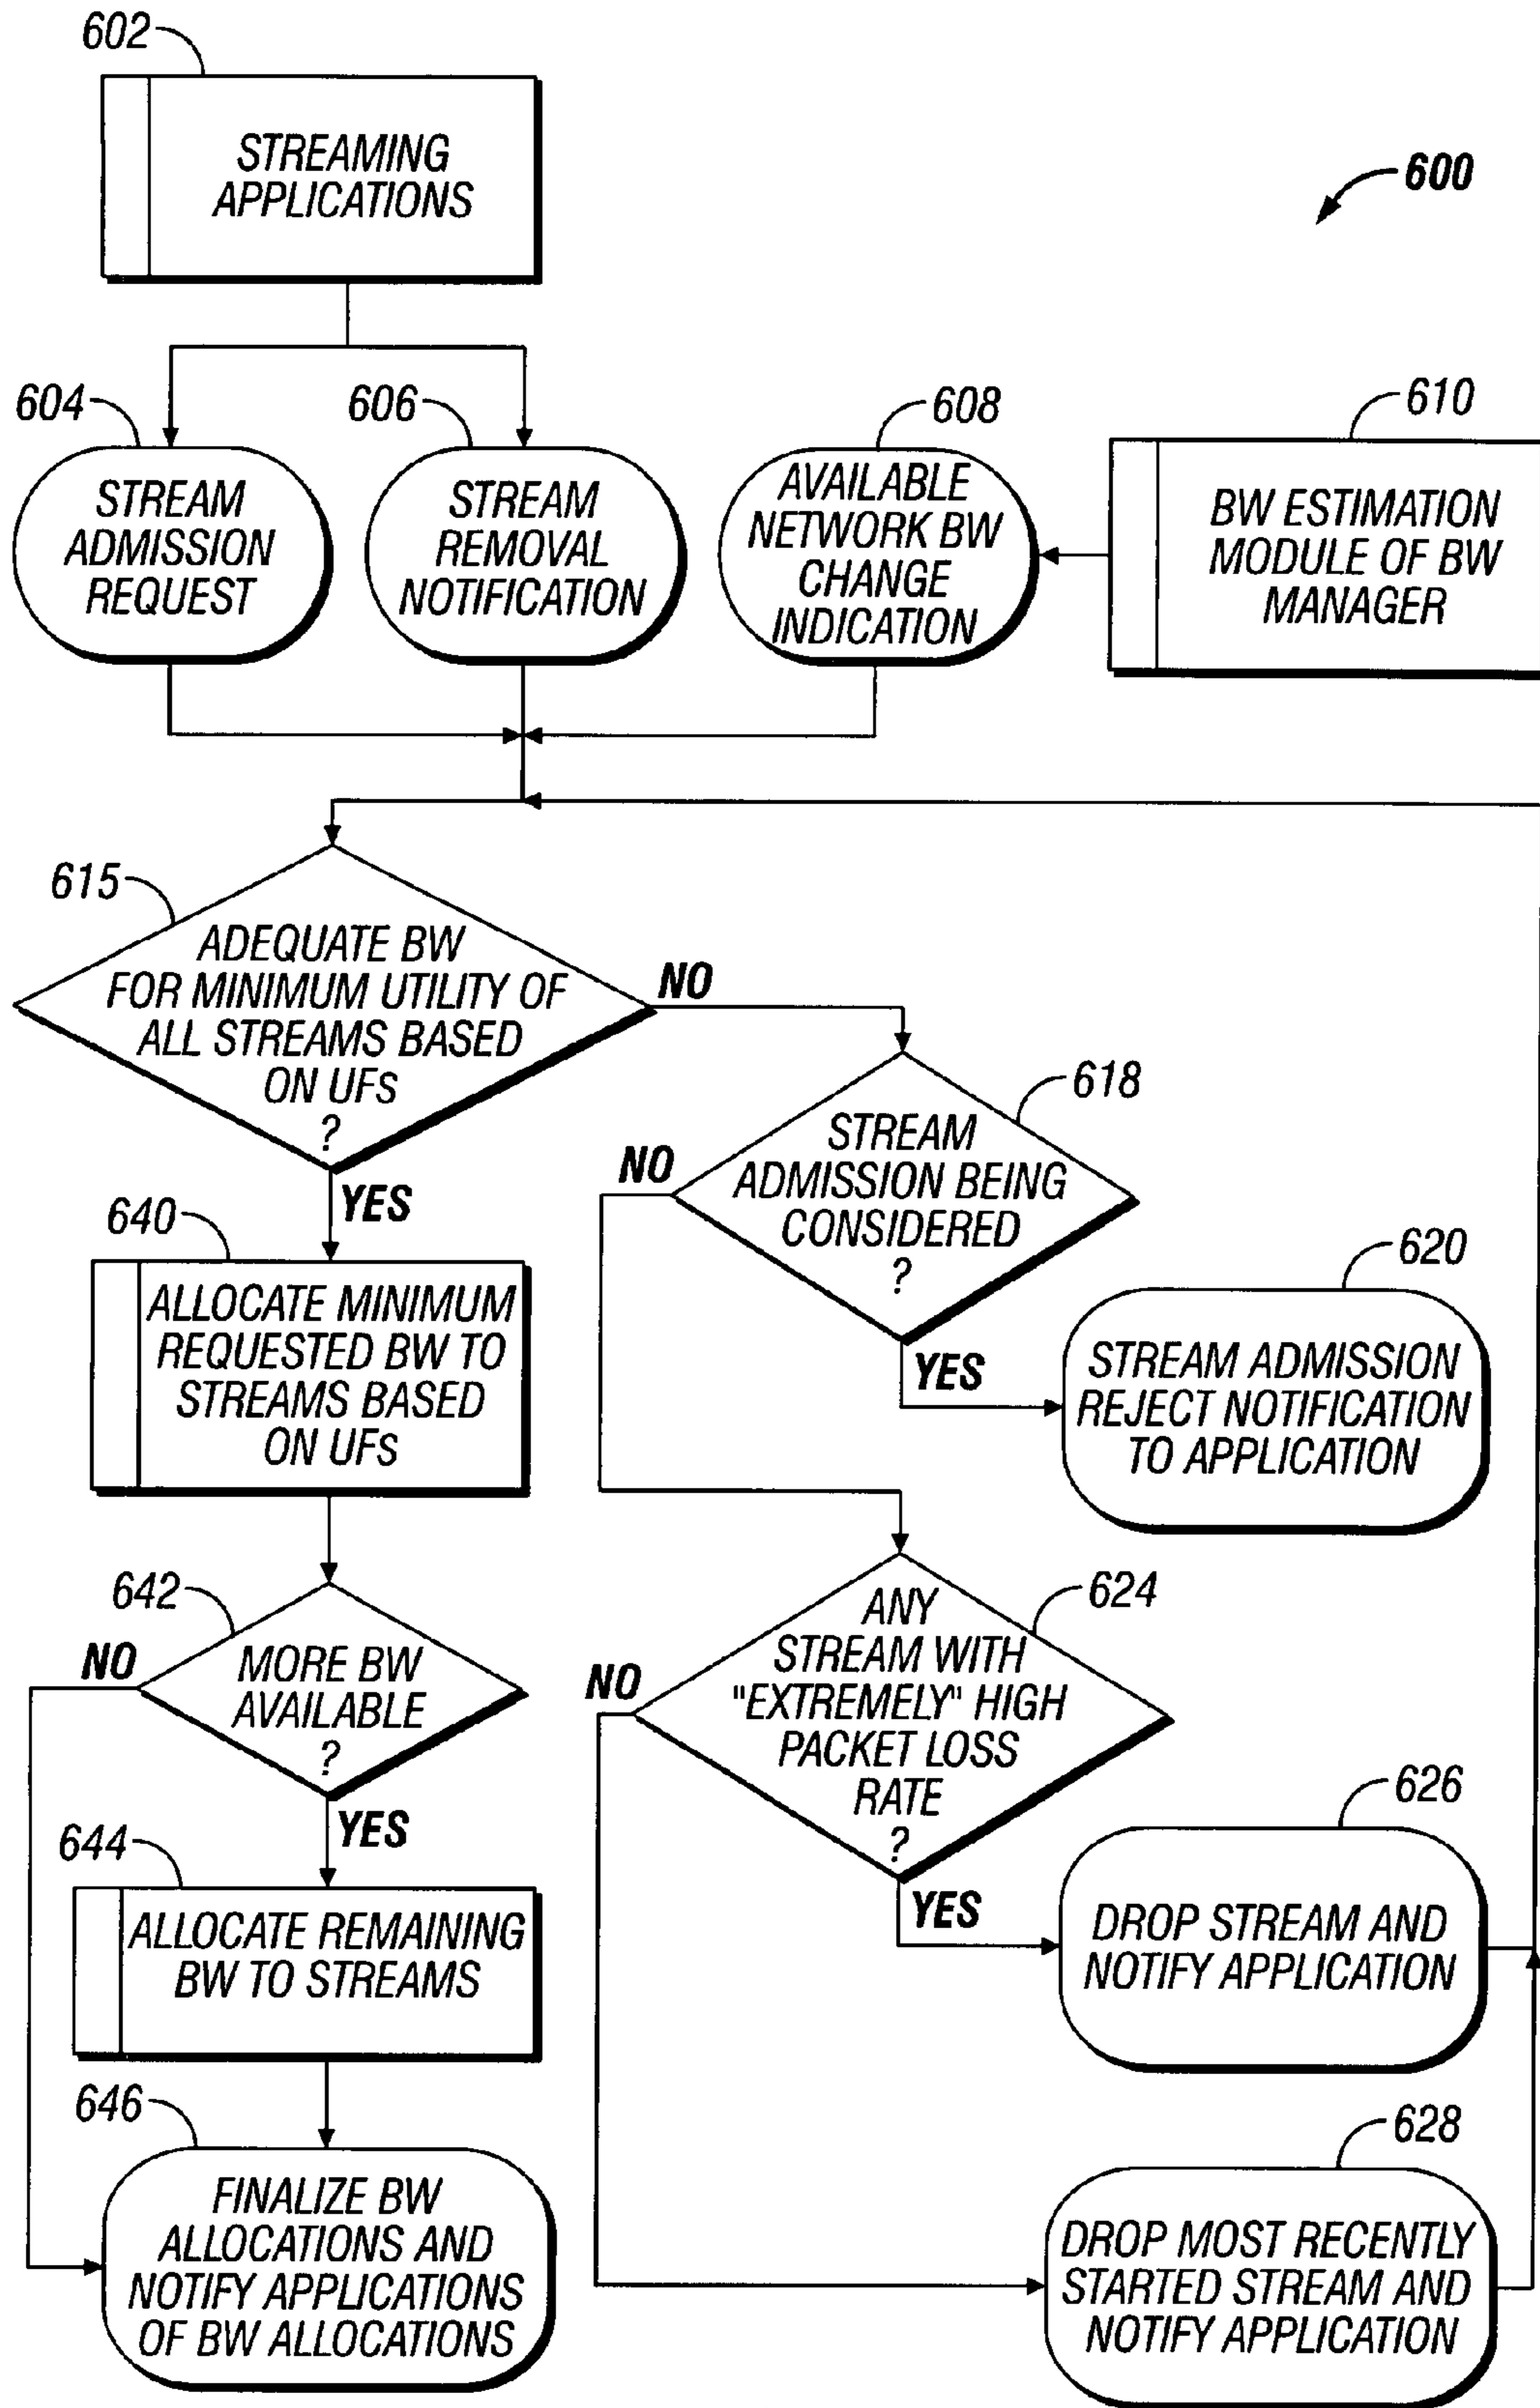 602
STREAMING
APPLICATIONS
600
604
606
608
610
STREAM
ADMISSION
REQUEST
STREAM
REMOVAL
NOTIFICATION
AVAILABLE
NETWORK BW
CHANGE
INDICATION
BW ESTIMATION
MODULE OF BW
MANAGER
615
ADEQUATE BW
FOR MINIMUM UTILITY OF
ALL STREAMS BASED
ON UFs
?
NO
YES
618
STREAM
ADMISSION BEING
CONSIDERED
?
NO
YES
620
STREAM ADMISSION
REJECT NOTIFICATION
TO APPLICATION
640
ALLOCATE MINIMUM
REQUESTED BW TO
STREAMS BASED
ON UFs
642
MORE BW
AVAILABLE
?
NO
YES
624
ANY
STREAM WITH
"EXTREMELY" HIGH
PACKET LOSS
RATE
?
NO
YES
626
DROP STREAM AND
NOTIFY APPLICATION
644
ALLOCATE REMAINING
BW TO STREAMS
646
FINALIZE BW
ALLOCATIONS AND
NOTIFY APPLICATIONS
OF BW ALLOCATIONS
628
DROP MOST RECENTLY
STARTED STREAM AND
NOTIFY APPLICATION